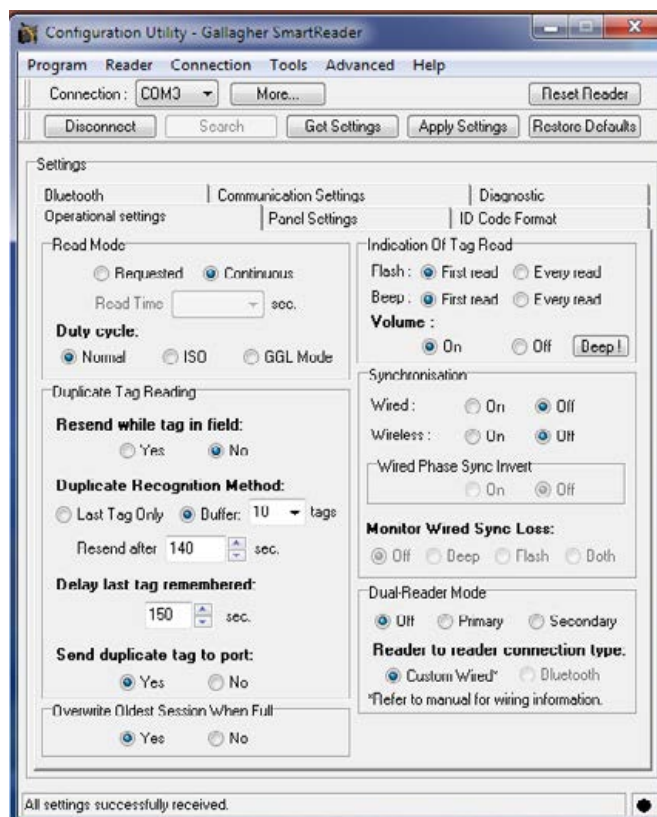 Configuration Utility - Gallagher SmartReader
Program Reader Connection Tools Advanced Help
Connection : COM3 More... Reset Reader
Disconnect Search Get Settings Apply Settings Restore Defaults
Settings
Bluetooth Communication Settings Diagnostic
Operational settings Panel Settings ID Code Format
Read Mode
Requested Continuous
Read Time sec.
Duty cycle:
Normal ISO GGL Mode
Duplicate Tag Reading
Resend while tag in field:
Yes No
Duplicate Recognition Method:
Last Tag Only Buffer: 10 tags
Resend after 140 sec.
Delay last tag remembered:
150 sec.
Send duplicate tag to port:
Yes No
Overwrite Oldest Session When Full
Yes No
Indication Of Tag Read
Flash : First read Every read
Beep : First read Every read
Volume :
On Off Beep !
Synchronisation
Wired : On Off
Wireless : On Off
Wired Phase Sync Invert
On Off
Monitor Wired Sync Loss:
Off Beep Flash Both
Dual-Reader Mode
Off Primary Secondary
Reader to reader connection type:
Custom Wired* Bluetooth
*Refer to manual for wiring information.
All settings successfully received.